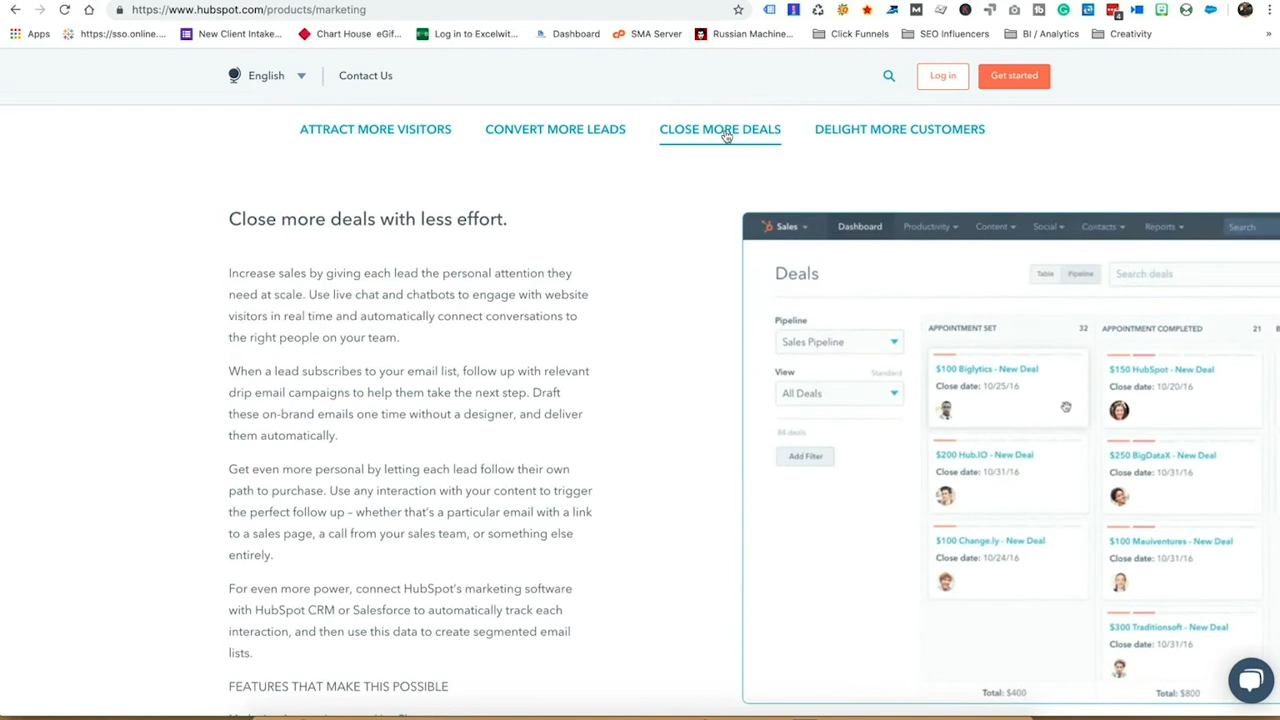 https://www.hubspot.com/products/marketing
4
Apps
https://sso.online....
New Client Intake...
Chart House eGif...
Log in to Excelwit...
Dashboard
SMA Server
Russian Machine...
Click Funnels
SEO Influencers
BI / Analytics
Creativity
»
English
Contact Us
Log in
Get started
ATTRACT MORE VISITORS
CONVERT MORE LEADS
CLOSE MORE DEALS
DELIGHT MORE CUSTOMERS
Close more deals with less effort.
Increase sales by giving each lead the personal attention they
need at scale. Use live chat and chatbots to engage with website
visitors in real time and automatically connect conversations to
the right people on your team.
When a lead subscribes to your email list, follow up with relevant
drip email campaigns to help them take the next step. Draft
these on-brand emails one time without a designer, and deliver
them automatically.
Get even more personal by letting each lead follow their own
path to purchase. Use any interaction with your content to trigger
the perfect follow up – whether that's a particular email with a link
to a sales page, a call from your sales team, or something else
entirely.
For even more power, connect HubSpot's marketing software
with HubSpot CRM or Salesforce to automatically track each
interaction, and then use this data to create segmented email
lists.
FEATURES THAT MAKE THIS POSSIBLE
Sales
Dashboard
Productivity
Content
Social
Contacts
Reports
Search
Deals
Table
Pipeline
Search deals
Pipeline
Sales Pipeline
View
Standard
All Deals
84 deals
Add Filter
APPOINTMENT SET 32
$100 Biglytics - New Deal
Close date: 10/25/16
$200 Hub.IO - New Deal
Close date: 10/31/16
$100 Change.ly - New Deal
Close date: 10/24/16
Total: $400
APPOINTMENT COMPLETED 21
$150 HubSpot - New Deal
Close date: 10/20/16
$250 BigDataX - New Deal
Close date: 10/31/16
$100 Mauiventures - New Deal
Close date: 10/31/16
$300 Traditionsoft - New Deal
Close date: 10/31/16
Total: $800